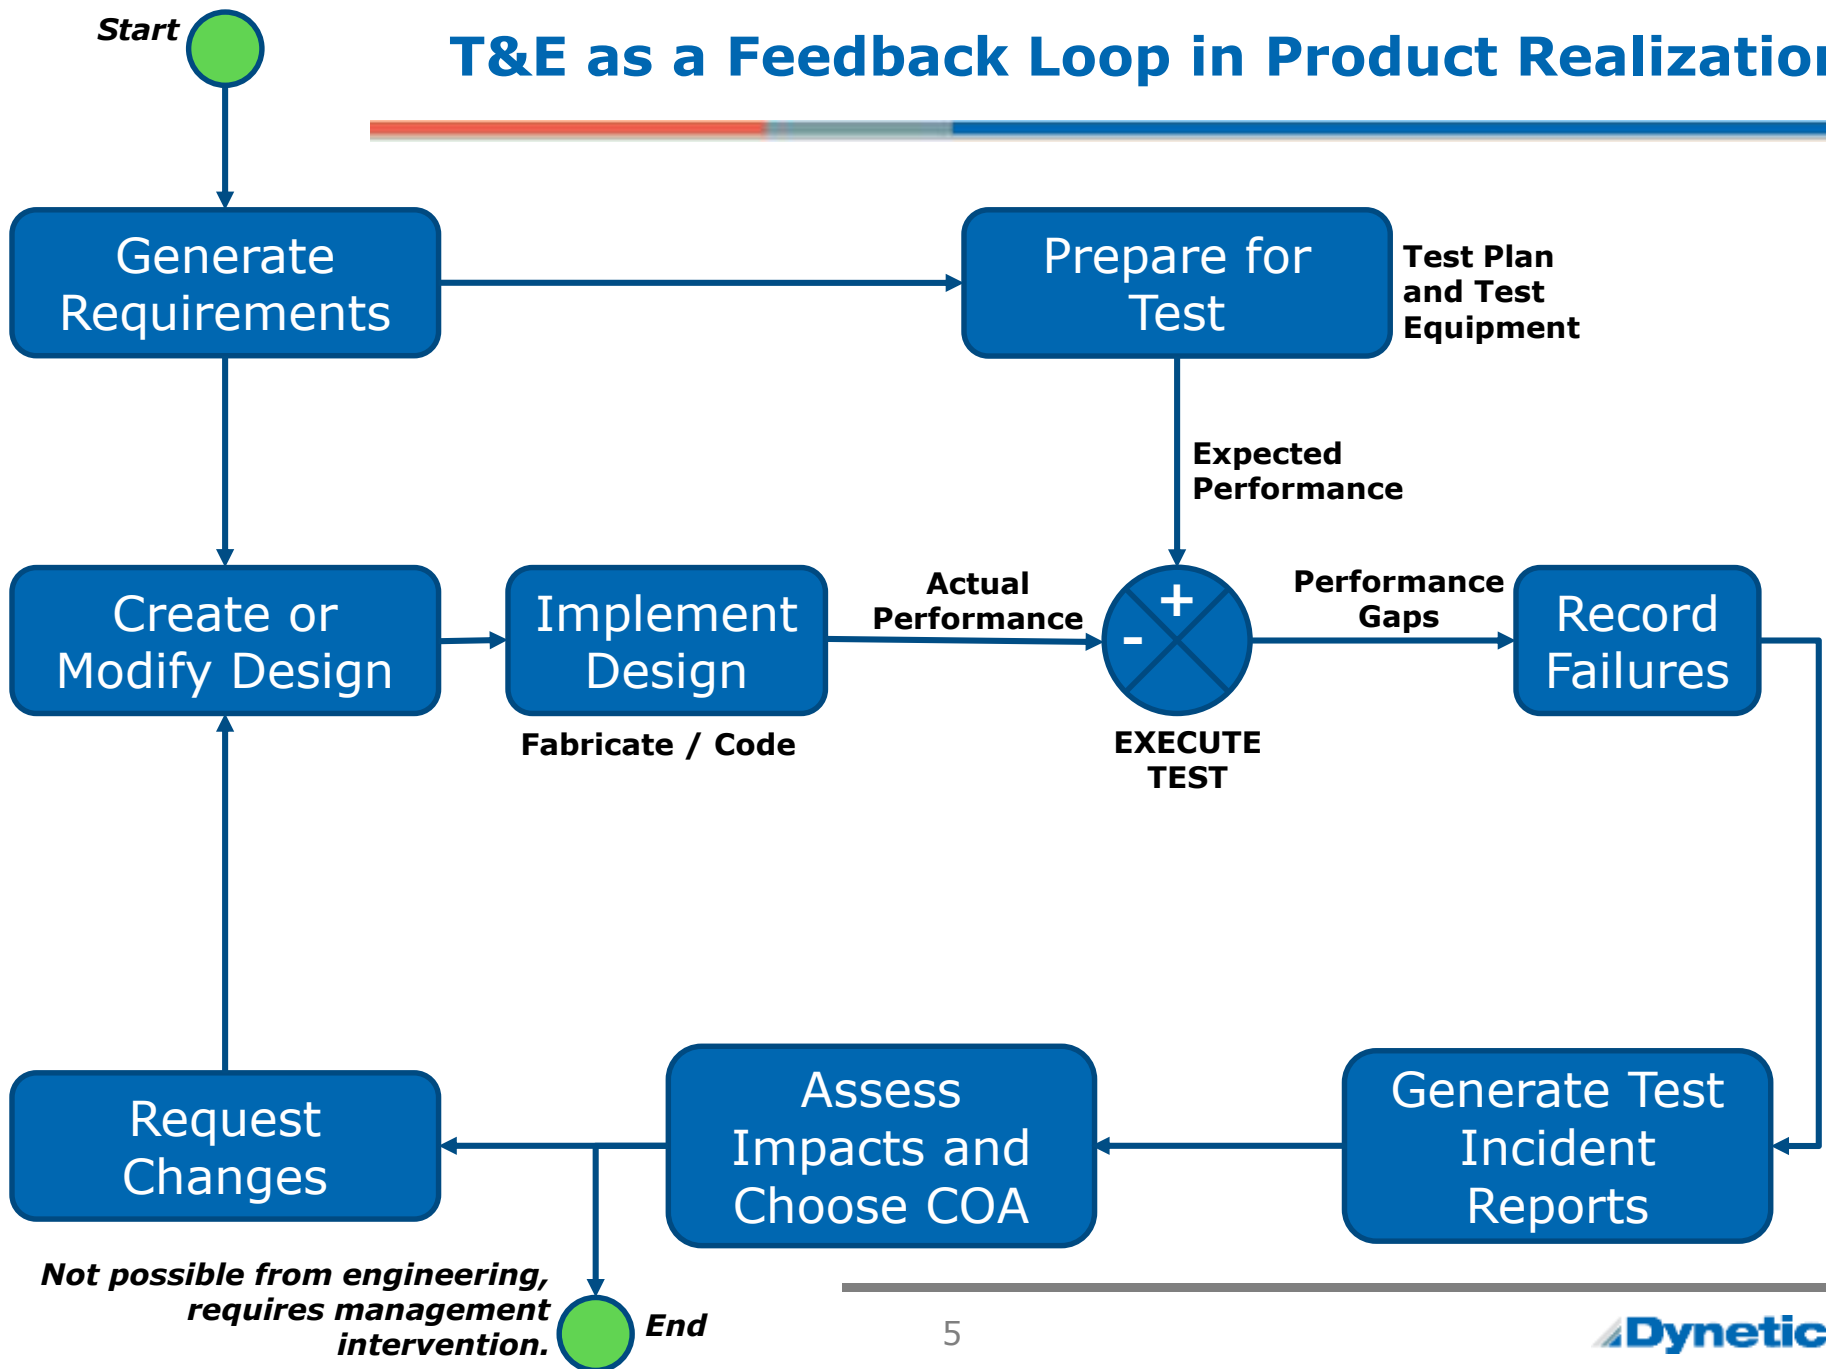 Start
T&E as a Feedback Loop in Product Realization
Generate
Requirements
Prepare for
Test
Test Plan
and Test
Equipment
Expected
Performance
Create or
Modify Design
Implement
Design
Fabricate / Code
Actual
Performance
+
-
EXECUTE
TEST
Performance
Gaps
Record
Failures
Request
Changes
Assess
Impacts and
Choose COA
Generate Test
Incident
Reports
Not possible from engineering,
requires management
intervention.
End
5
Dynetic